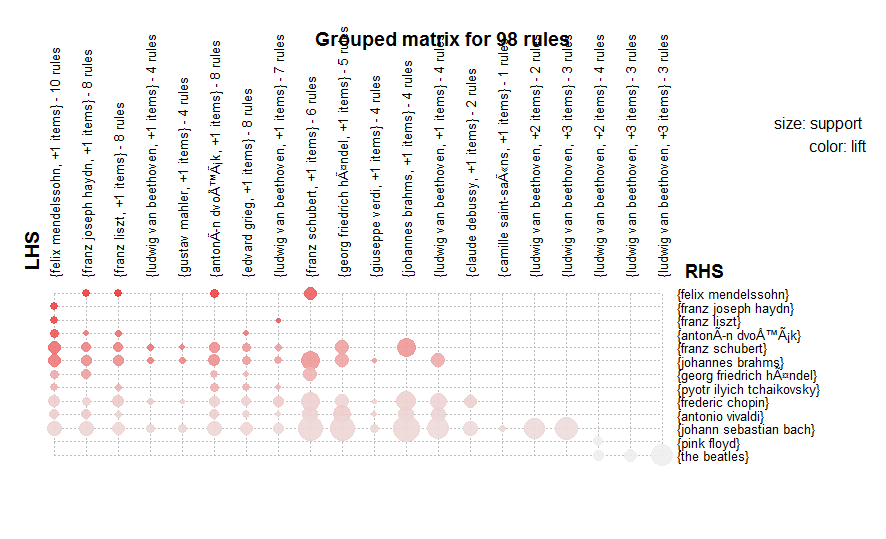 Grouped matrix for 98 rules
size: support
color: lift
LHS
{felix mendelssohn, +1 items} - 10 rules
{franz joseph haydn, +1 items} - 8 rules
{franz liszt, +1 items} - 8 rules
{ludwig van beethoven, +1 items} - 4 rules
{gustav mahler, +1 items} - 4 rules
{antonÃ­n dvoÅ™Ã¡k, +1 items} - 8 rules
{edvard grieg, +1 items} - 8 rules
{ludwig van beethoven, +1 items} - 7 rules
{franz schubert, +1 items} - 6 rules
{georg friedrich hÃ¤ndel, +1 items} - 5 rules
{giuseppe verdi, +1 items} - 4 rules
{johannes brahms, +1 items} - 4 rules
{ludwig van beethoven, +1 items} - 4 rules
{claude debussy, +1 items} - 2 rules
{camille saint-saÃ«ns, +1 items} - 1 rules
{ludwig van beethoven, +2 items} - 2 rules
{ludwig van beethoven, +3 items} - 3 rules
{ludwig van beethoven, +2 items} - 4 rules
{ludwig van beethoven, +3 items} - 3 rules
{ludwig van beethoven, +3 items} - 3 rules
RHS
{felix mendelssohn}
{franz joseph haydn}
{franz liszt}
{antonÃ­n dvoÅ™Ã¡k}
{franz schubert}
{johannes brahms}
{georg friedrich hÃ¤ndel}
{pyotr ilyich tchaikovsky}
{frederic chopin}
{antonio vivaldi}
{johann sebastian bach}
{pink floyd}
{the beatles}